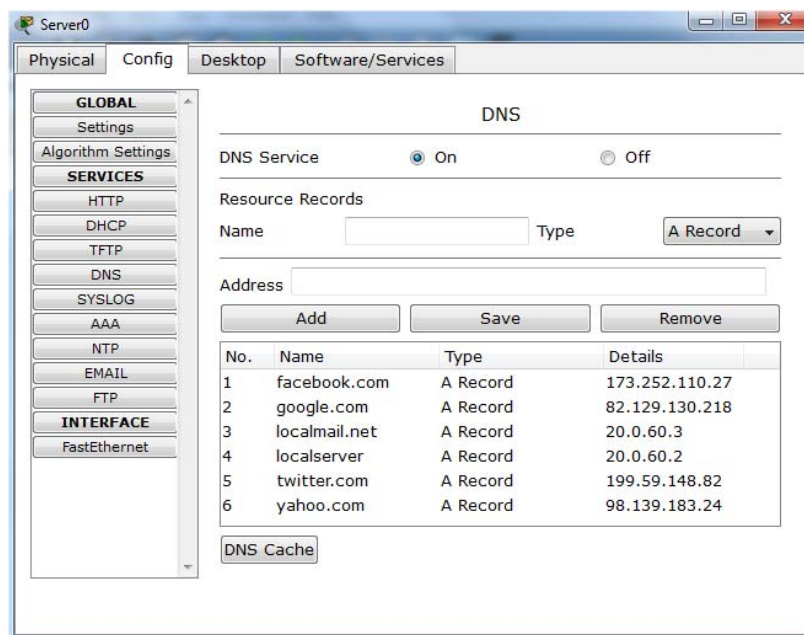 Server0
Physical Config Desktop Software/Services
GLOBAL
Settings
Algorithm Settings
SERVICES
HTTP
DHCP
TFTP
DNS
SYSLOG
AAA
NTP
EMAIL
FTP
INTERFACE
FastEthernet
DNS
DNS Service On Off
Resource Records
Name Type A Record
Address
Add Save Remove
No. Name Type Details
1 facebook.com A Record 173.252.110.27
2 google.com A Record 82.129.130.218
3 localmail.net A Record 20.0.60.3
4 localserver A Record 20.0.60.2
5 twitter.com A Record 199.59.148.82
6 yahoo.com A Record 98.139.183.24
DNS Cache